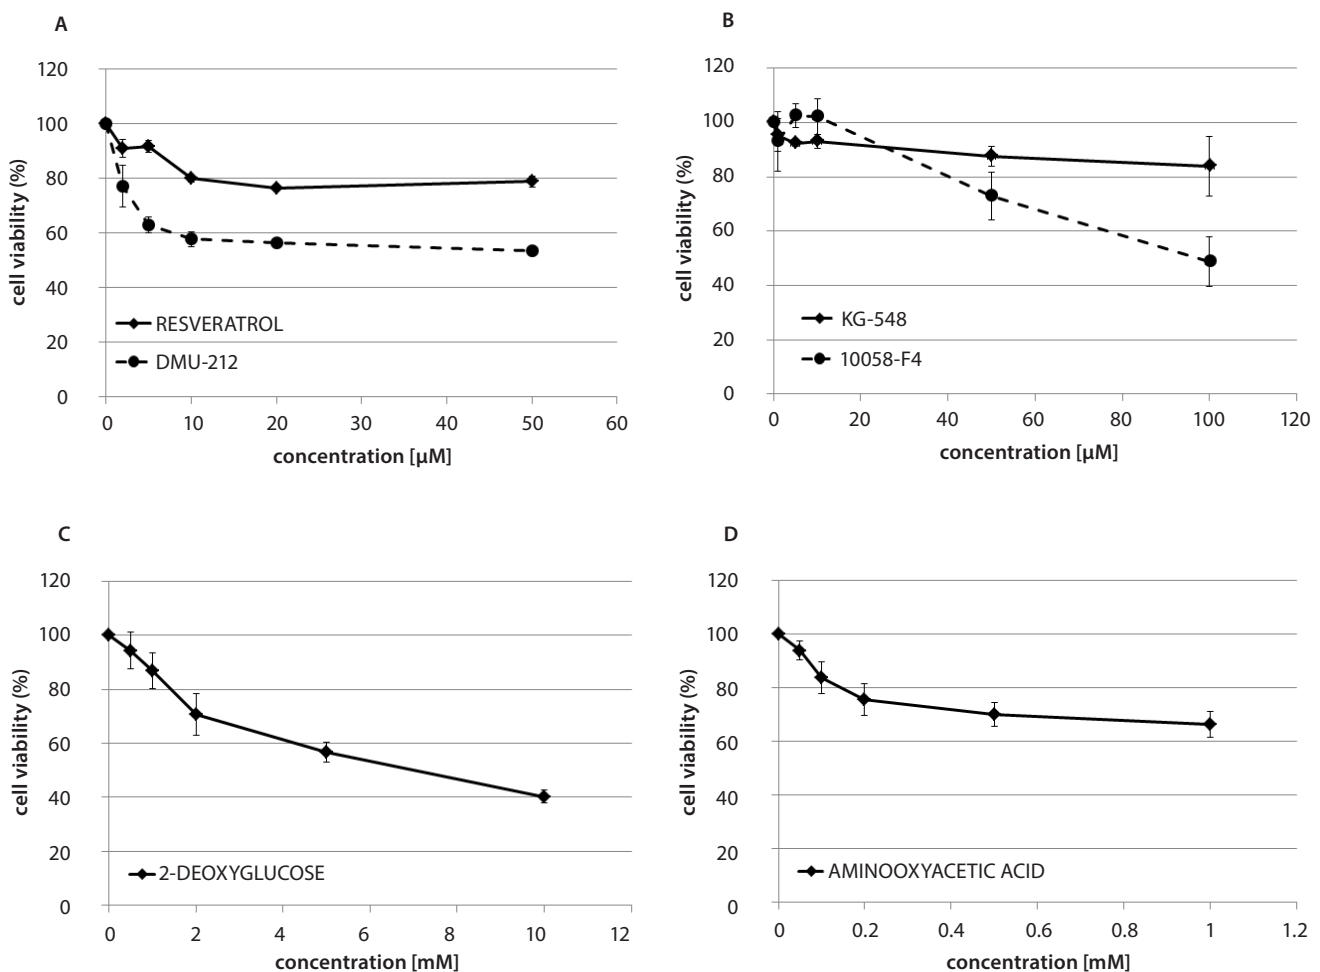 A
120
100
80
60
40
20
0
cell viability (%)
RESVERATROL
DMU-212
0 10 20 30 40 50 60
concentration [µM]
B
120
100
80
60
40
20
0
cell viability (%)
KG-548
10058-F4
0 20 40 60 80 100 120
concentration [µM]
C
120
100
80
60
40
20
0
cell viability (%)
2-DEOXYGLUCOSE
0 2 4 6 8 10 12
concentration [mM]
D
120
100
80
60
40
20
0
cell viability (%)
AMINOOXYACETIC ACID
0 0.2 0.4 0.6 0.8 1 1.2
concentration [mM]